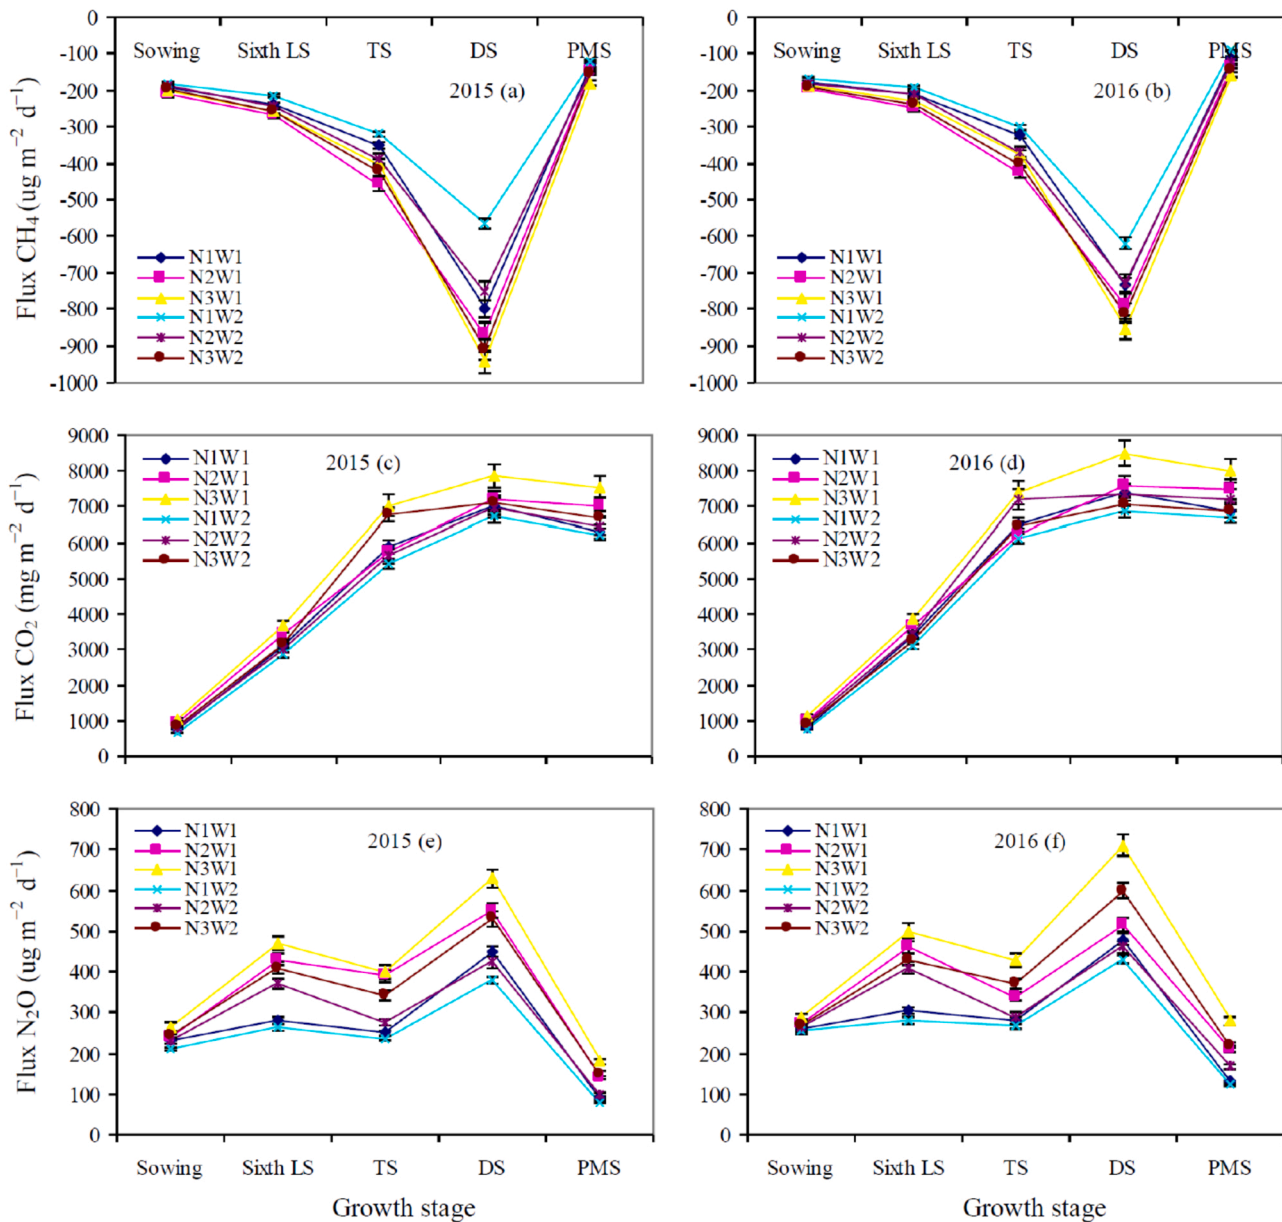 Flux CH₄ (ug m⁻² d⁻¹)
0
-100
-200
-300
-400
-500
-600
-700
-800
-900
-1000
Sowing Sixth LS TS DS PMS
2015 (a)
N1W1
N2W1
N3W1
N1W2
N2W2
N3W2
0
-100
-200
-300
-400
-500
-600
-700
-800
-900
-1000
Sowing Sixth LS TS DS PMS
2016 (b)
N1W1
N2W1
N3W1
N1W2
N2W2
N3W2
Flux CO₂ (mg m⁻² d⁻¹)
9000
8000
7000
6000
5000
4000
3000
2000
1000
0
2015 (c)
N1W1
N2W1
N3W1
N1W2
N2W2
N3W2
9000
8000
7000
6000
5000
4000
3000
2000
1000
0
2016 (d)
N1W1
N2W1
N3W1
N1W2
N2W2
N3W2
Flux N₂O (ug m⁻² d⁻¹)
800
700
600
500
400
300
200
100
0
2015 (e)
N1W1
N2W1
N3W1
N1W2
N2W2
N3W2
Sowing Sixth LS TS DS PMS
Growth stage
800
700
600
500
400
300
200
100
0
2016 (f)
N1W1
N2W1
N3W1
N1W2
N2W2
N3W2
Sowing Sixth LS TS DS PMS
Growth stage